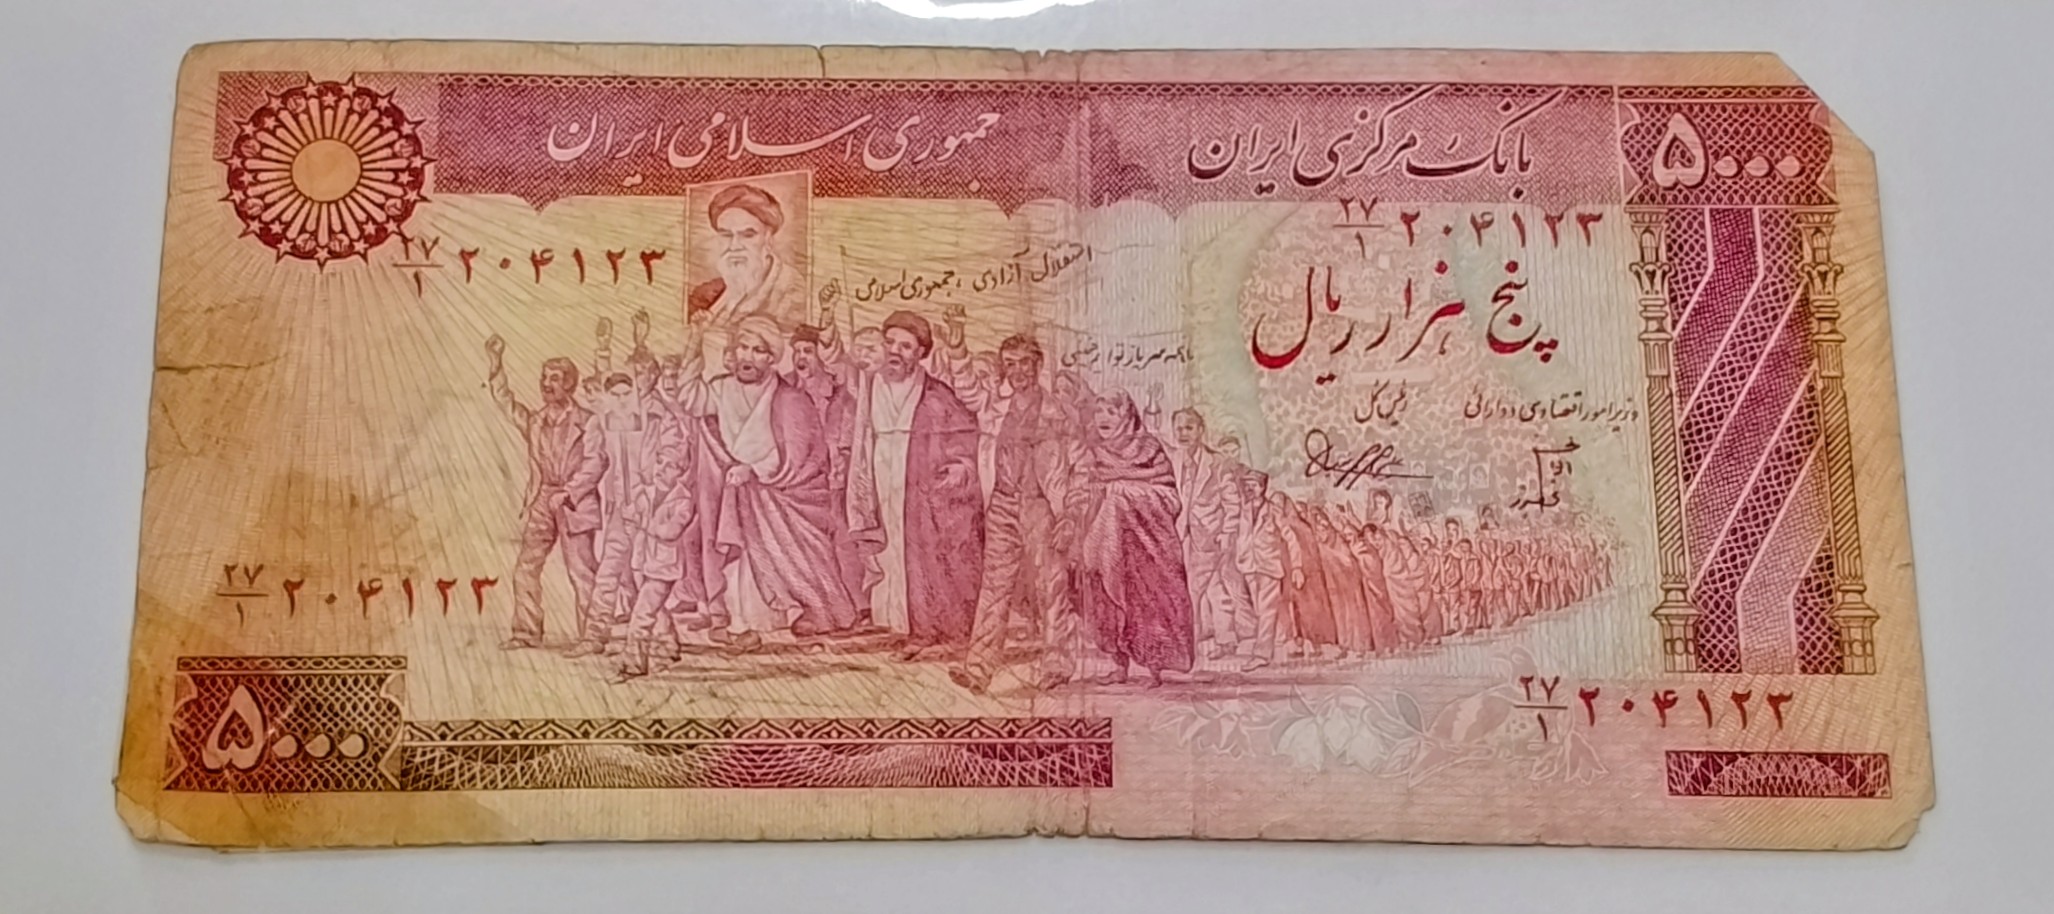 جمهوری اسلامی ایران
بانک مرکزی ایران
۵۰۰۰
۲۷/۱ ۲۰۴۱۲۳
۲۷/۱ ۲۰۴۱۲۳
استقلال آزادی، جمهوری اسلامی
پنج هزار ریال
رئیس کل
وزیر امور اقتصادی و دارائی
۲۷/۱ ۲۰۴۱۲۳
۲۷/۱ ۲۰۴۱۲۳
۵۰۰۰